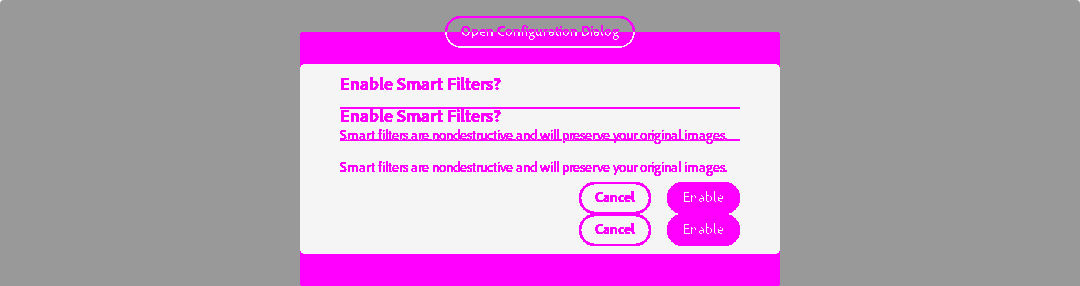 Open Configuration Dialog
Enable Smart Filters?
Enable Smart Filters?
Smart filters are nondestructive and will preserve your original images.
Smart filters are nondestructive and will preserve your original images.
Cancel Enable
Cancel Enable